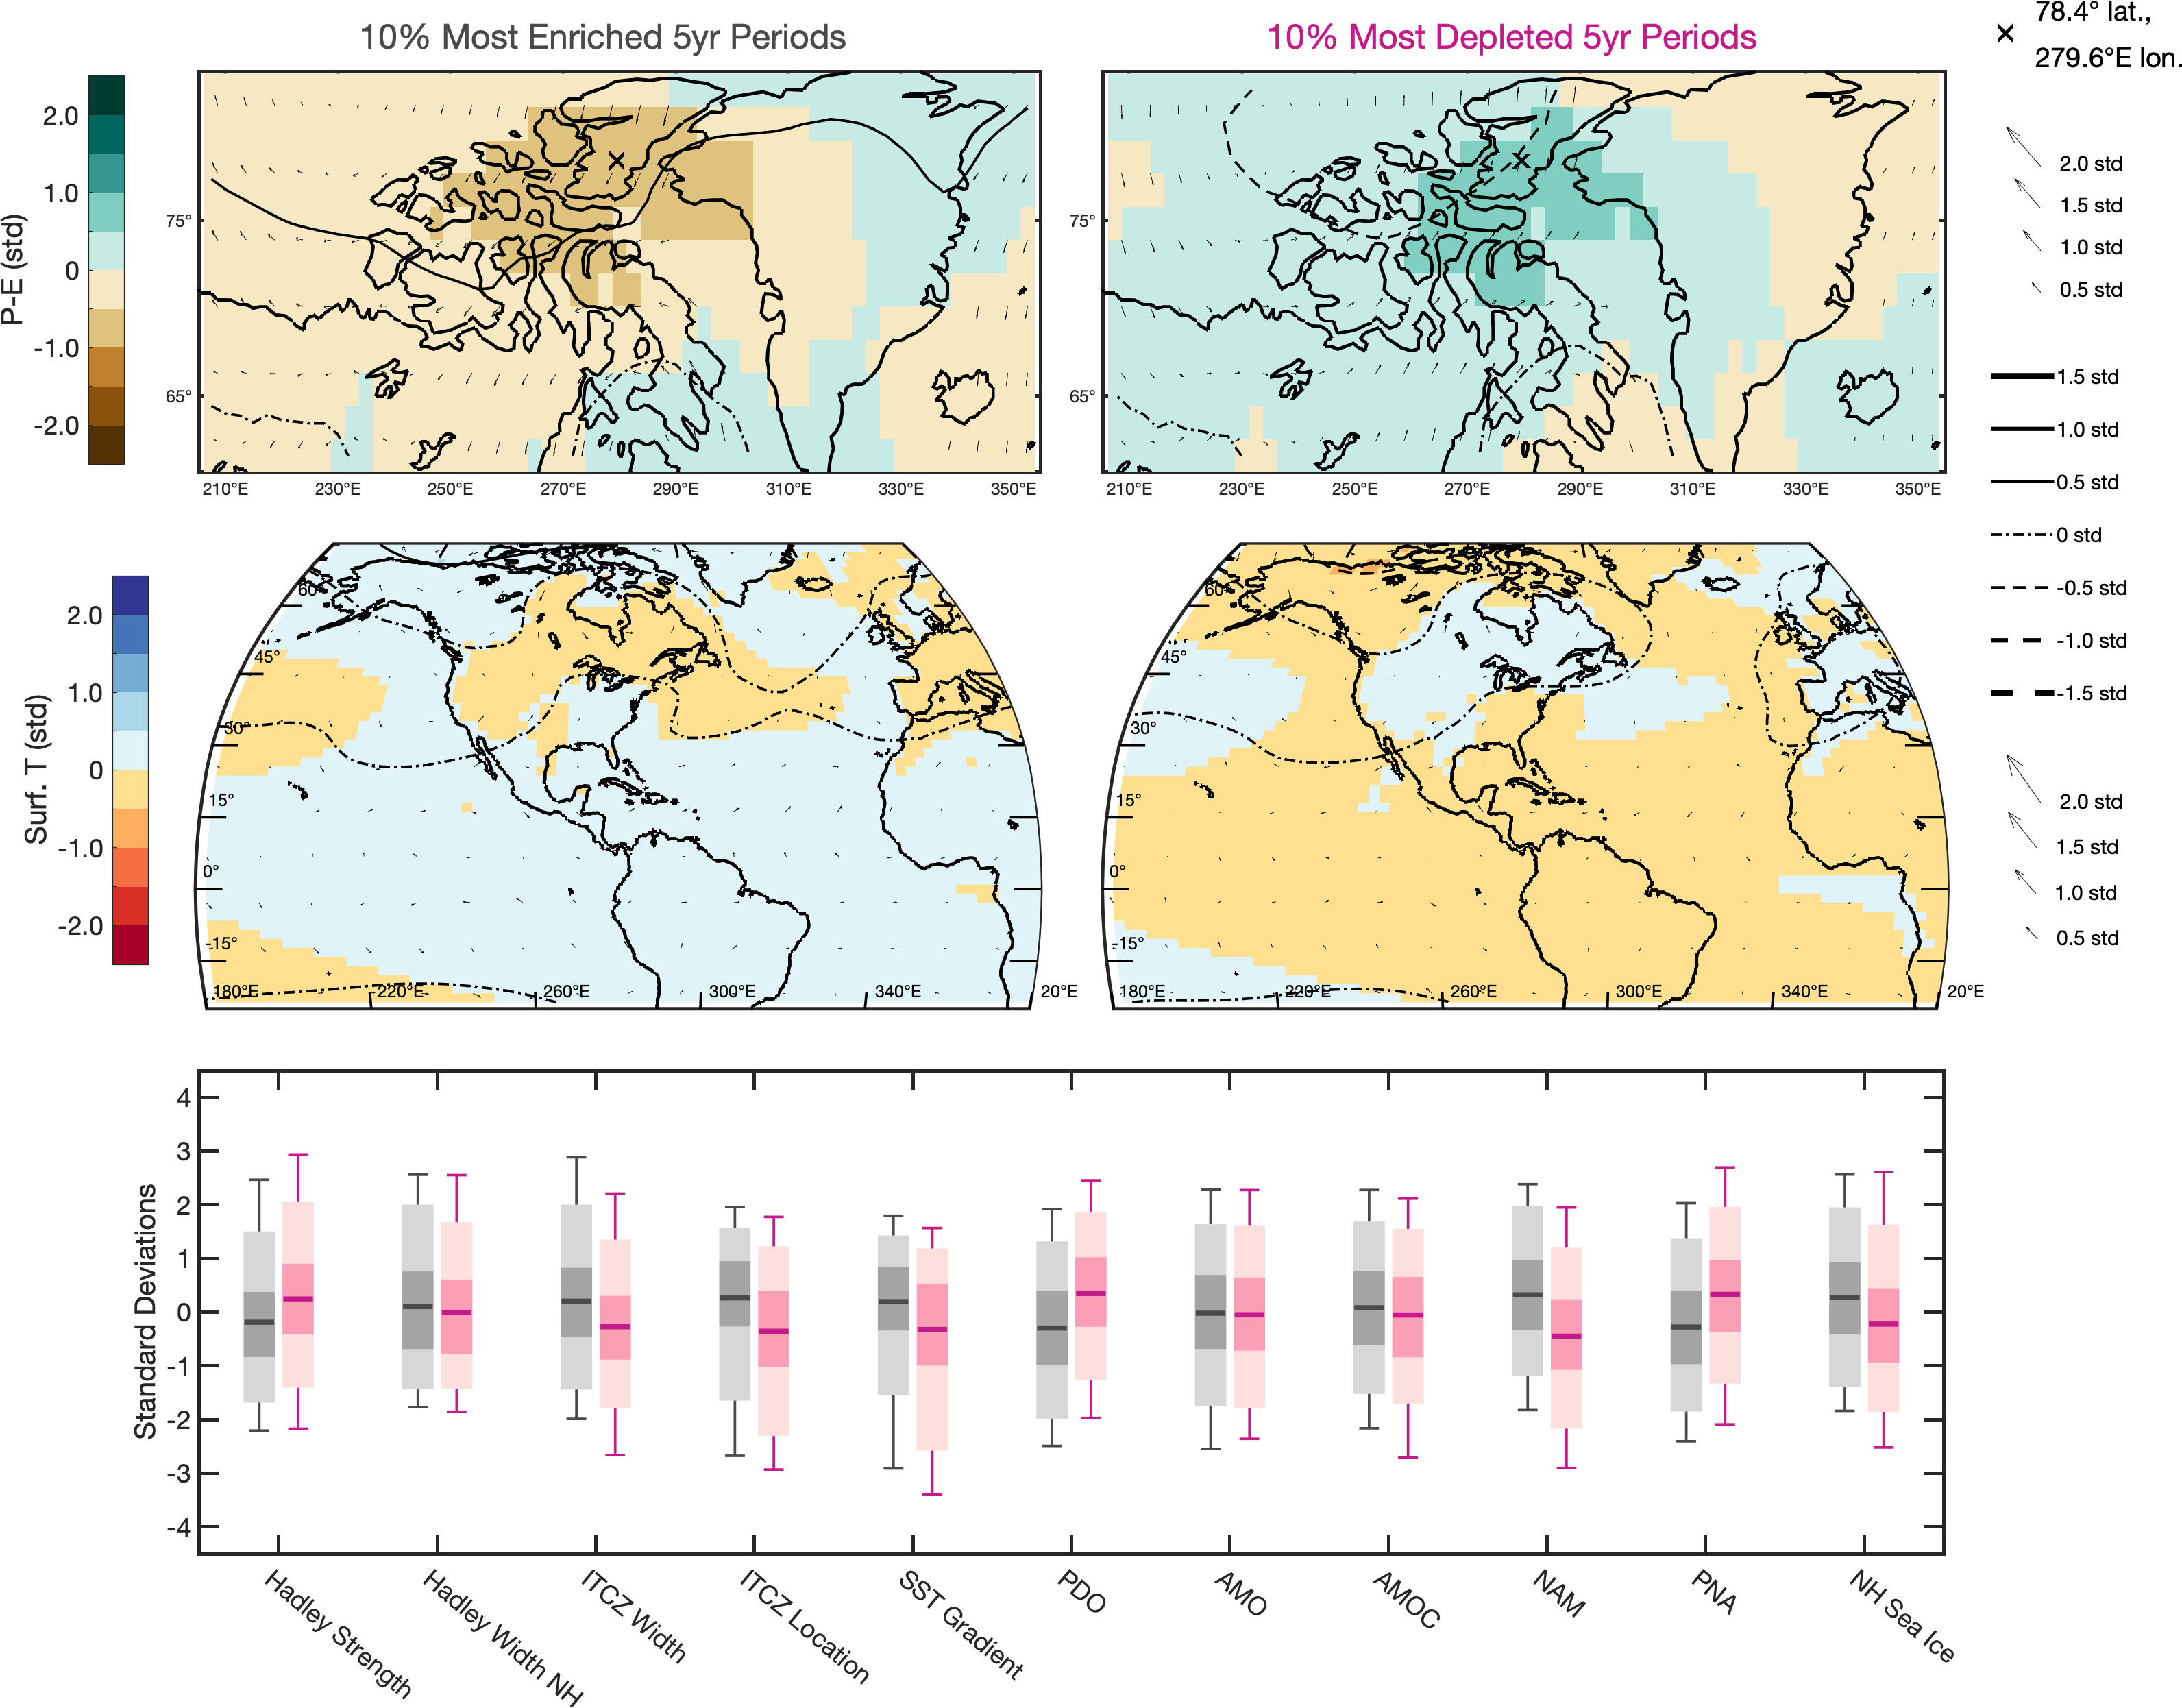 10% Most Enriched 5yr Periods
10% Most Depleted 5yr Periods
78.4° lat.,
279.6°E lon.
P-E (std)
2.0
1.0
0
-1.0
-2.0
75°
65°
210°E 230°E 250°E 270°E 290°E 310°E 330°E 350°E
75°
65°
210°E 230°E 250°E 270°E 290°E 310°E 330°E 350°E
2.0 std
1.5 std
1.0 std
0.5 std
1.5 std
1.0 std
0.5 std
0 std
-0.5 std
-1.0 std
-1.5 std
Surf. T (std)
2.0
1.0
0
-1.0
-2.0
60°
45°
30°
15°
0°
-15°
180°E 220°E 260°E 300°E 340°E 20°E
60°
45°
30°
15°
0°
-15°
180°E 220°E 260°E 300°E 340°E 20°E
2.0 std
1.5 std
1.0 std
0.5 std
Standard Deviations
4
3
2
1
0
-1
-2
-3
-4
Hadley Strength
Hadley Width NH
ITCZ Width
ITCZ Location
SST Gradient
PDO
AMO
AMOC
NAM
PNA
NH Sea Ice